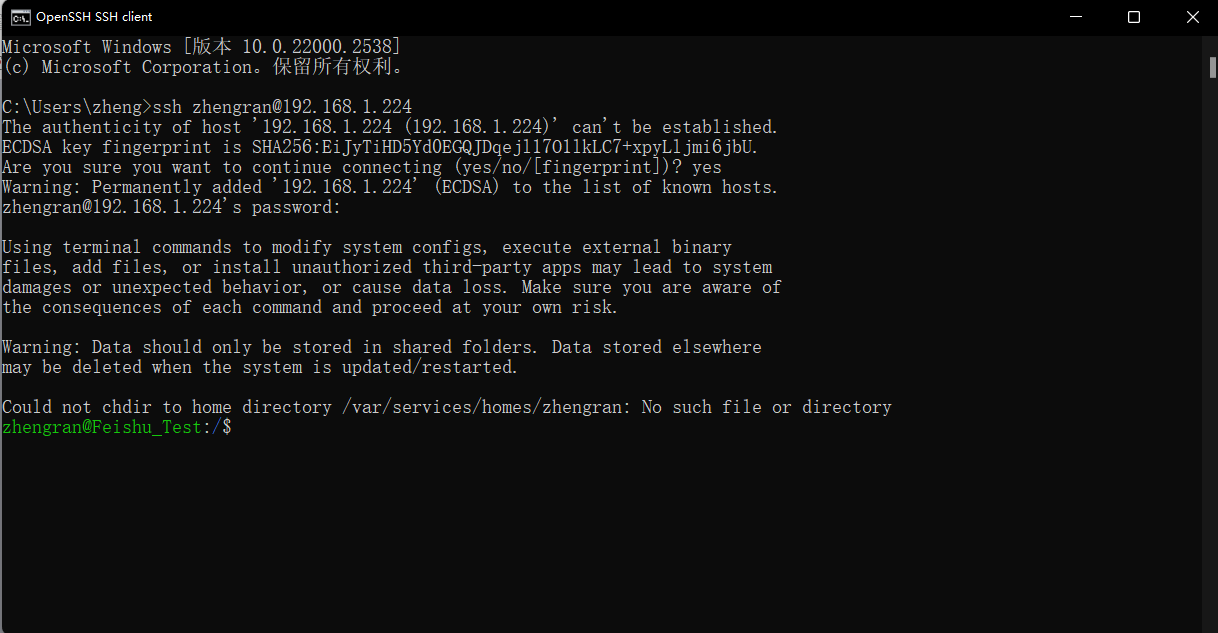 OpenSSH SSH client
Microsoft Windows [版本 10.0.22000.2538]
(c) Microsoft Corporation。保留所有权利。
C:\Users\zheng>ssh zhengran@192.168.1.224
The authenticity of host '192.168.1.224 (192.168.1.224)' can't be established.
ECDSA key fingerprint is SHA256:EiJyTiHD5Yd0EGQJDqejl17O1lkLC7+xpyLljmi6jbU.
Are you sure you want to continue connecting (yes/no/[fingerprint])? yes
Warning: Permanently added '192.168.1.224' (ECDSA) to the list of known hosts.
zhengran@192.168.1.224's password:
Using terminal commands to modify system configs, execute external binary
files, add files, or install unauthorized third-party apps may lead to system
damages or unexpected behavior, or cause data loss. Make sure you are aware of
the consequences of each command and proceed at your own risk.
Warning: Data should only be stored in shared folders. Data stored elsewhere
may be deleted when the system is updated/restarted.
Could not chdir to home directory /var/services/homes/zhengran: No such file or directory
zhengran@Feishu_Test:/$